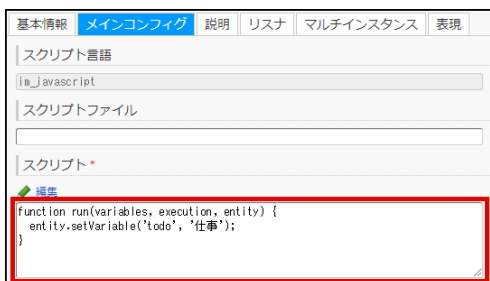 基本情報 メインコンフィグ 説明 リスナ マルチインスタンス 表現
スクリプト言語
im_javascript
スクリプトファイル
スクリプト *
編集
function run(variables, execution, entity) {
  entity.setVariable('todo', '仕事');
}